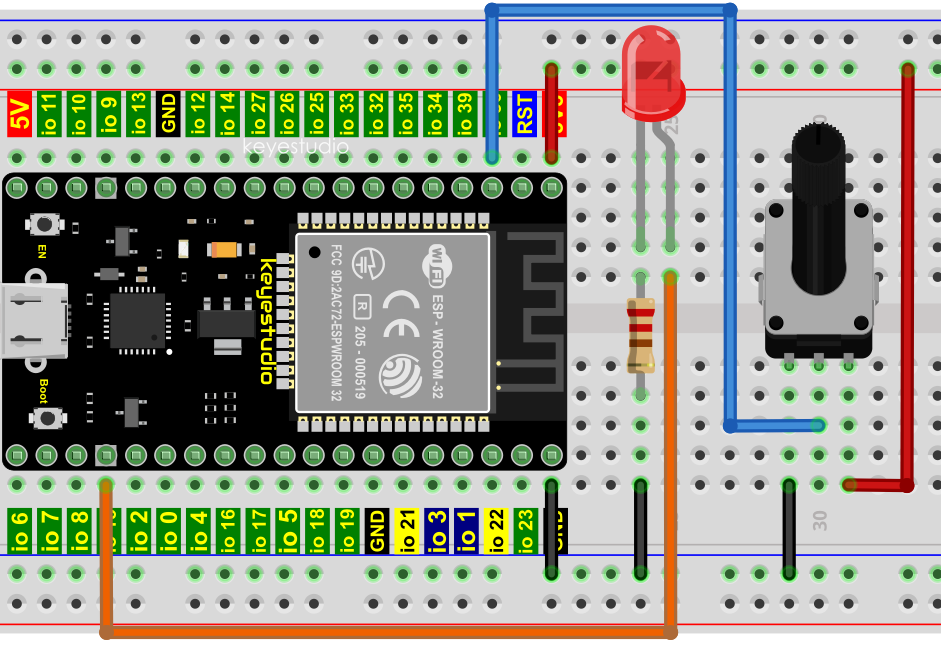 5V
io 11
io 10
io 9
io 13
GND
io 12
io 14
io 27
io 26
io 25
io 33
io 32
io 35
io 34
io 39
RST
25
keyestudio
EN
Boot
keyestudio
FCC 9D:2AC72-ESPWROOM 32
R
205 - 000519
CE
WiFi
ESP - WROOM -32
io 6
io 7
io 8
io 2
io 0
io 4
io 16
io 17
io 5
io 18
io 19
GND
io 21
io 3
io 1
io 22
io 23
30